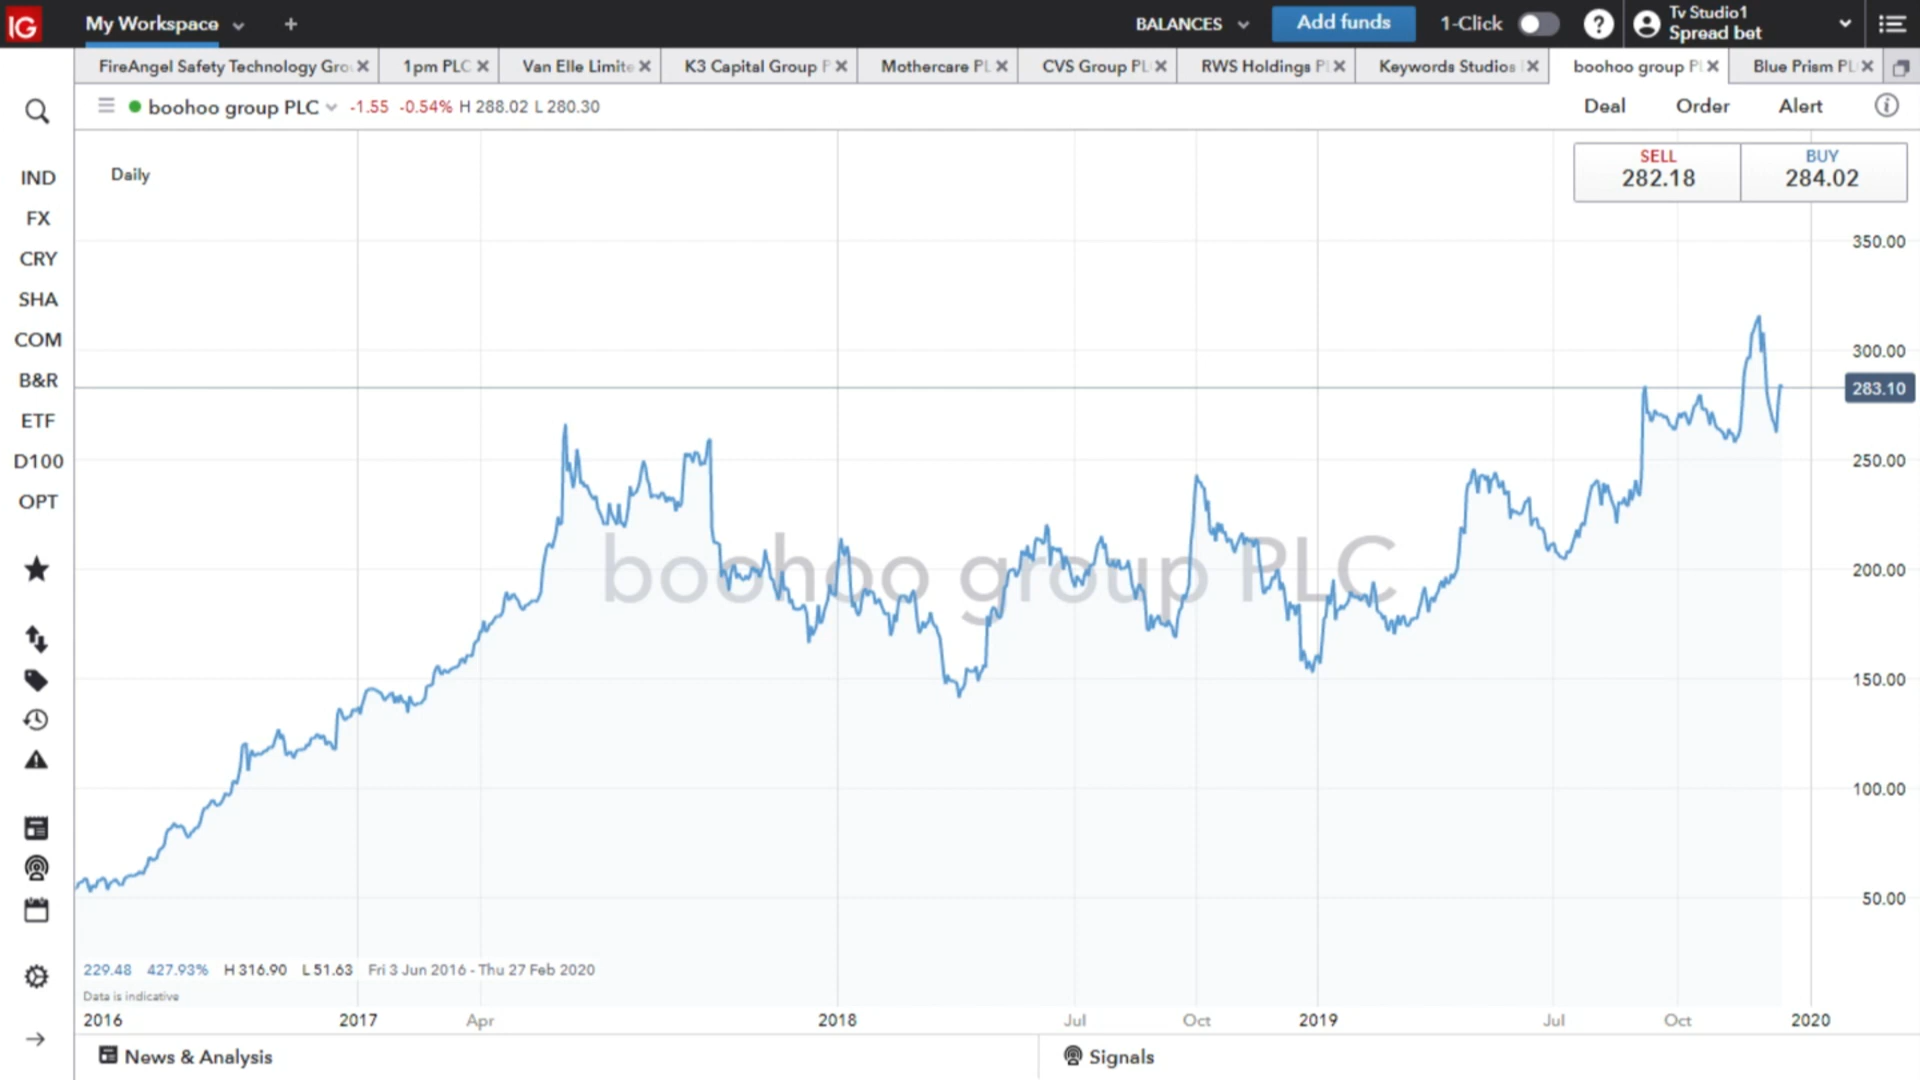 IG My Workspace + BALANCES Add funds 1-Click ? Tv Studio1
Spread bet
FireAngel Safety Technology Gro 1pm PLC Van Elle Limite K3 Capital Group P Mothercare PL CVS Group PL RWS Holdings Pl Keywords Studios boohoo group Pl Blue Prism PL
boohoo group PLC -1.55 -0.54% H 288.02 L 280.30 Deal Order Alert
Daily
SELL 282.18
BUY 284.02
IND
FX
CRY
SHA
COM
B&R
ETF
D100
OPT
350.00
300.00
283.10
250.00
200.00
150.00
100.00
50.00
boohoo group PLC
229.48 427.93% H 316.90 L 51.63 Fri 3 Jun 2016 - Thu 27 Feb 2020
Data is indicative
2016 2017 Apr 2018 Jul Oct 2019 Jul Oct 2020
News & Analysis Signals